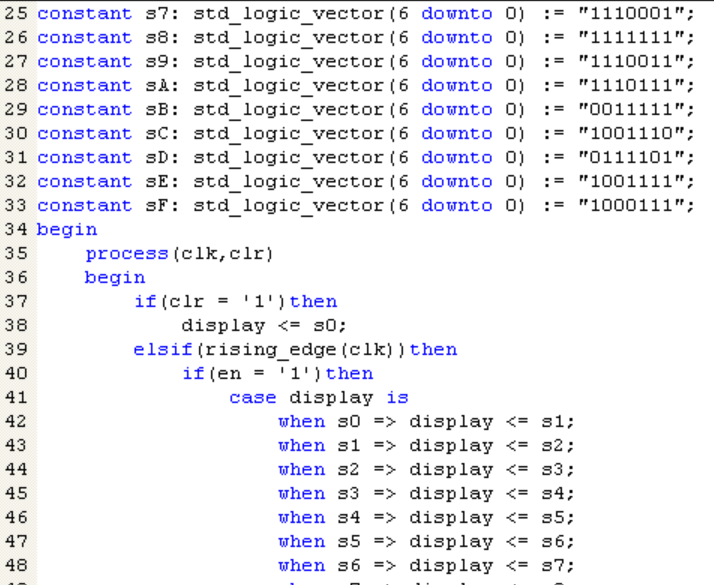 25 constant s7: std_logic_vector(6 downto 0) := "1110001";
26 constant s8: std_logic_vector(6 downto 0) := "1111111";
27 constant s9: std_logic_vector(6 downto 0) := "1110011";
28 constant sA: std_logic_vector(6 downto 0) := "1110111";
29 constant sB: std_logic_vector(6 downto 0) := "0011111";
30 constant sC: std_logic_vector(6 downto 0) := "1001110";
31 constant sD: std_logic_vector(6 downto 0) := "0111101";
32 constant sE: std_logic_vector(6 downto 0) := "1001111";
33 constant sF: std_logic_vector(6 downto 0) := "1000111";
34 begin
35     process(clk,clr)
36     begin
37         if(clr = '1')then
38             display <= s0;
39         elsif(rising_edge(clk))then
40             if(en = '1')then
41                 case display is
42                     when s0 => display <= s1;
43                     when s1 => display <= s2;
44                     when s2 => display <= s3;
45                     when s3 => display <= s4;
46                     when s4 => display <= s5;
47                     when s5 => display <= s6;
48                     when s6 => display <= s7;